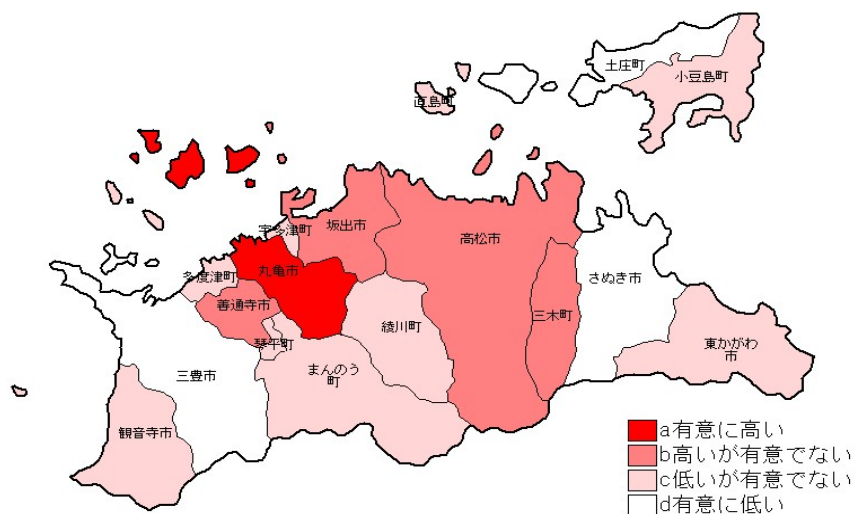 土庄町
小豆島町
直島町
宇多津町
坂出市
高松市
丸亀市
多度津町
さぬき市
善通寺市
綾川町
三木町
琴平町
東かがわ
市
三豊市
まんのう
町
観音寺市
a有意に高い
b高いが有意でない
c低いが有意でない
d有意に低い